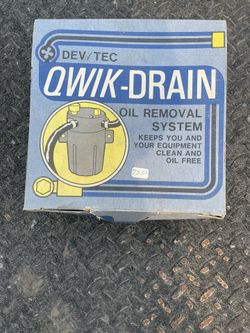 DEV/TEC
QWIK-DRAIN
OIL REMOVAL
SYSTEM
KEEPS YOU AND
YOUR EQUIPMENT
CLEAN AND
OIL FREE